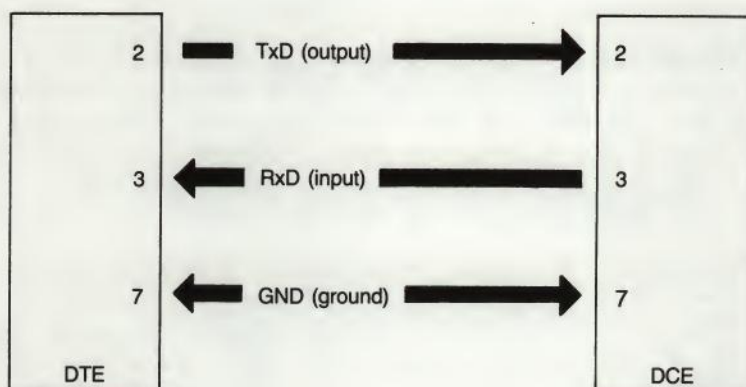 2 TxD (output) 2
3 RxD (input) 3
7 GND (ground) 7
DTE DCE